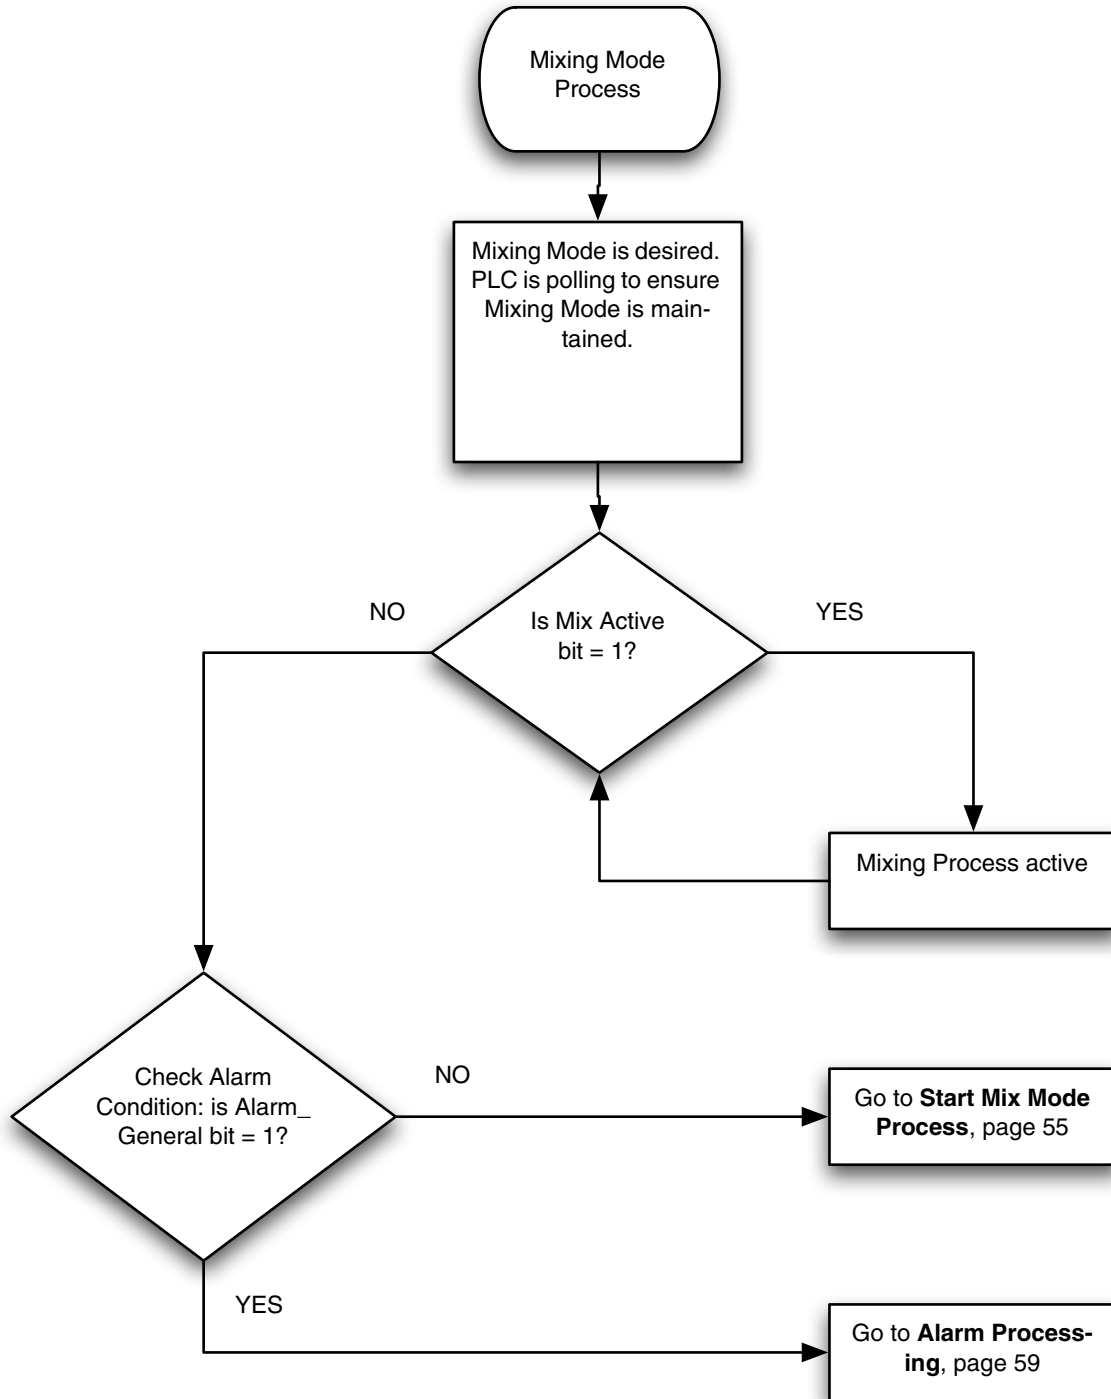 Mixing Mode
Process
Mixing Mode is desired.
PLC is polling to ensure
Mixing Mode is main-
tained.
NO
Is Mix Active
bit = 1?
YES
Mixing Process active
Check Alarm
Condition: is Alarm_
General bit = 1?
NO
Go to Start Mix Mode
Process, page 55
YES
Go to Alarm Process-
ing, page 59